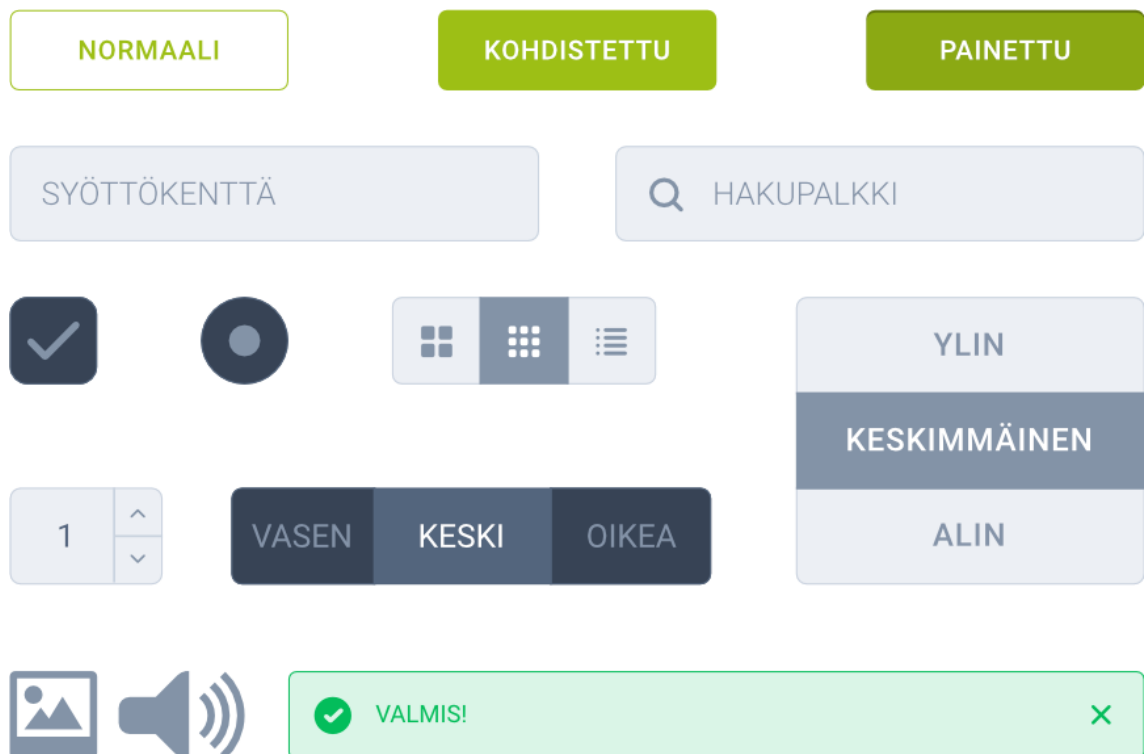 NORMAALI
KOHDISTETTU
PAINETTU
SYÖTTÖKENTTÄ
HAKUPALKKI
YLIN
KESKIMMÄINEN
ALIN
1
VASEN
KESKI
OIKEA
VALMIS!